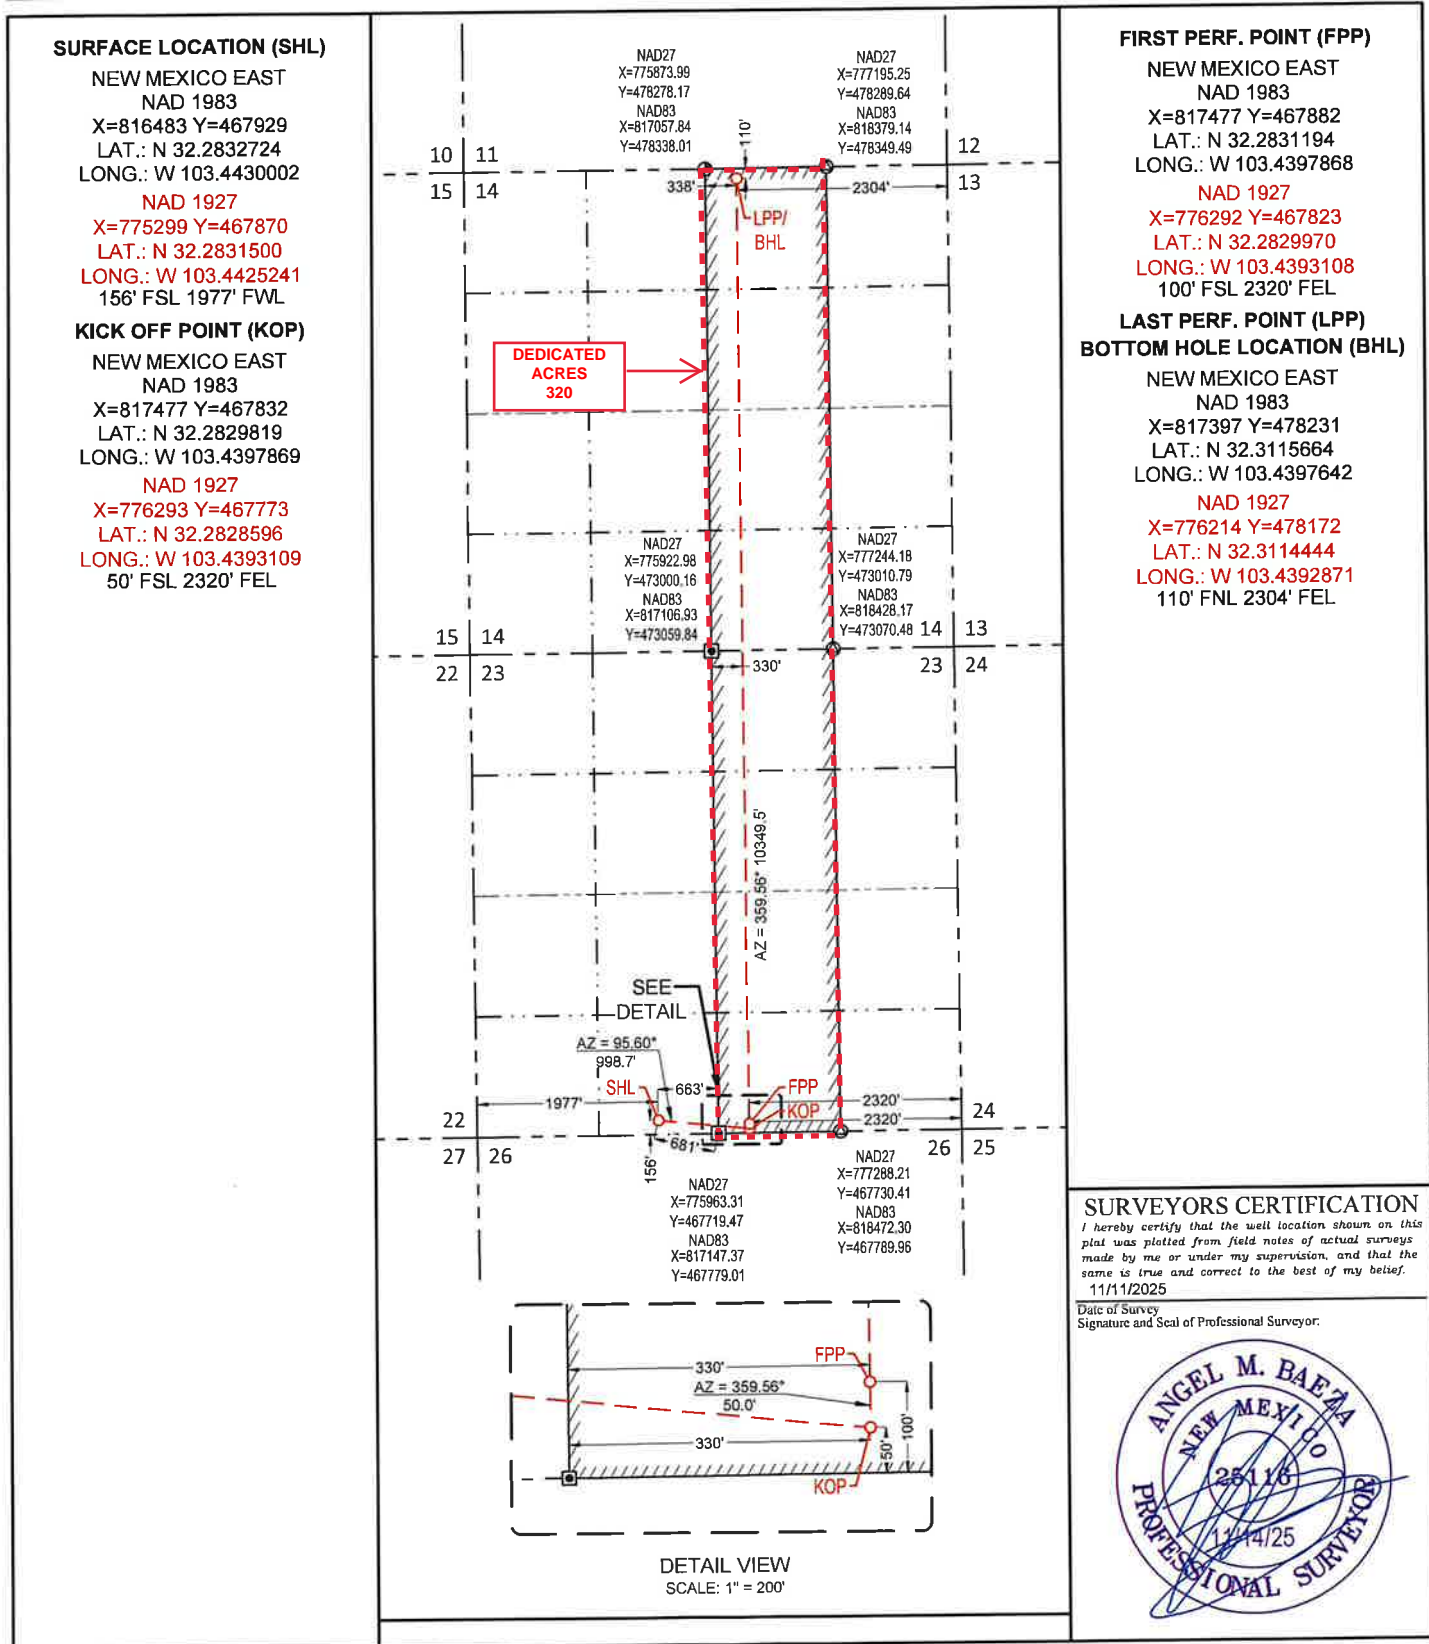 SURFACE LOCATION (SHL)
NEW MEXICO EAST
NAD 1983
X=816483 Y=467929
LAT.: N 32.2832724
LONG.: W 103.4430002
NAD 1927
X=775299 Y=467870
LAT.: N 32.2831500
LONG.: W 103.4425241
156' FSL 1977' FWL
KICK OFF POINT (KOP)
NEW MEXICO EAST
NAD 1983
X=817477 Y=467832
LAT.: N 32.2829819
LONG.: W 103.4397869
NAD 1927
X=776293 Y=467773
LAT.: N 32.2828596
LONG.: W 103.4393109
50' FSL 2320' FEL
NAD27
X=775873.99
Y=478278.17
NAD83
X=817057.84
Y=478338.01
NAD27
X=777195.25
Y=478289.64
NAD83
X=818379.14
Y=478349.49
110'
10 11
15 14
12
13
338'
2304'
LPP/
BHL
DEDICATED
ACRES
320
NAD27
X=775922.98
Y=473000.16
NAD83
X=817106.93
Y=473059.84
NAD27
X=777244.18
Y=473010.79
NAD83
X=818428.17
Y=473070.48
15 14
22 23
14 13
23 24
330'
AZ = 359.56° 10349.5'
SEE
DETAIL
AZ = 95.60°
998.7'
SHL
663'
FPP
KOP
1977'
2320'
2320'
681'
156'
22
27 26
24
26 25
NAD27
X=775963.31
Y=467719.47
NAD83
X=817147.37
Y=467779.01
NAD27
X=777288.21
Y=467730.41
NAD83
X=818472.30
Y=467789.96
FPP
330'
AZ = 359.56°
50.0'
330'
100'
50'
KOP
DETAIL VIEW
SCALE: 1" = 200'
FIRST PERF. POINT (FPP)
NEW MEXICO EAST
NAD 1983
X=817477 Y=467882
LAT.: N 32.2831194
LONG.: W 103.4397868
NAD 1927
X=776292 Y=467823
LAT.: N 32.2829970
LONG.: W 103.4393108
100' FSL 2320' FEL
LAST PERF. POINT (LPP)
BOTTOM HOLE LOCATION (BHL)
NEW MEXICO EAST
NAD 1983
X=817397 Y=478231
LAT.: N 32.3115664
LONG.: W 103.4397642
NAD 1927
X=776214 Y=478172
LAT.: N 32.3114444
LONG.: W 103.4392871
110' FNL 2304' FEL
SURVEYORS CERTIFICATION
I hereby certify that the well location shown on this
plat was plotted from field notes of actual surveys
made by me or under my supervision, and that the
same is true and correct to the best of my belief.
11/11/2025
Date of Survey
Signature and Seal of Professional Surveyor:
ANGEL M. BAEZA
NEW MEXICO
25116
11/14/25
PROFESSIONAL SURVEYOR